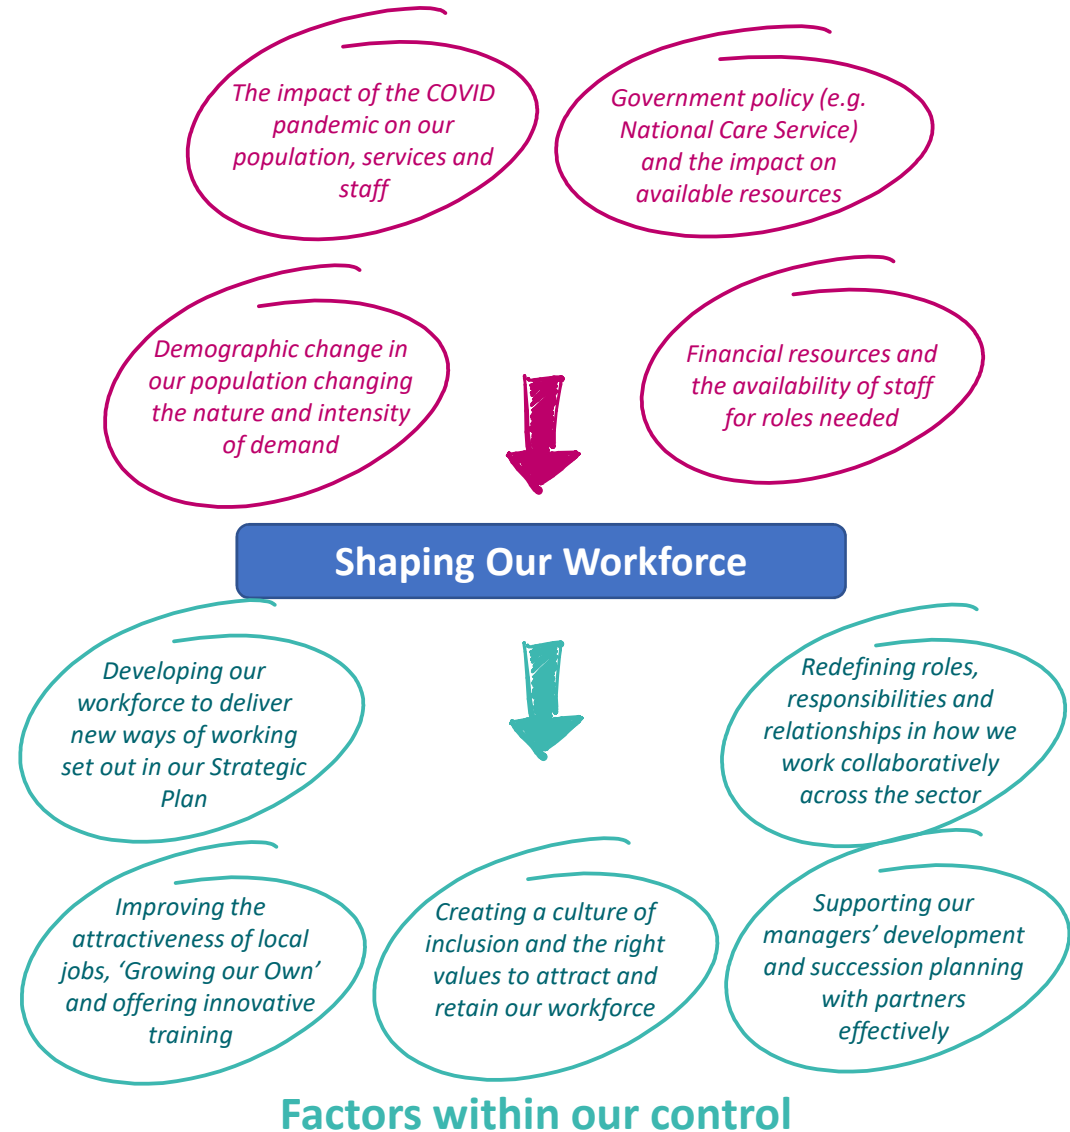 The impact of the COVID
pandemic on our
population, services and
staff
Government policy (e.g.
National Care Service)
and the impact on
available resources
Demographic change in
our population changing
the nature and intensity
of demand
Financial resources and
the availability of staff
for roles needed
Shaping Our Workforce
Developing our
workforce to deliver
new ways of working
set out in our Strategic
Plan
Redefining roles,
responsibilities and
relationships in how we
work collaboratively
across the sector
Improving the
attractiveness of local
jobs, ‘Growing our Own’
and offering innovative
training
Creating a culture of
inclusion and the right
values to attract and
retain our workforce
Supporting our
managers’ development
and succession planning
with partners
effectively
Factors within our control